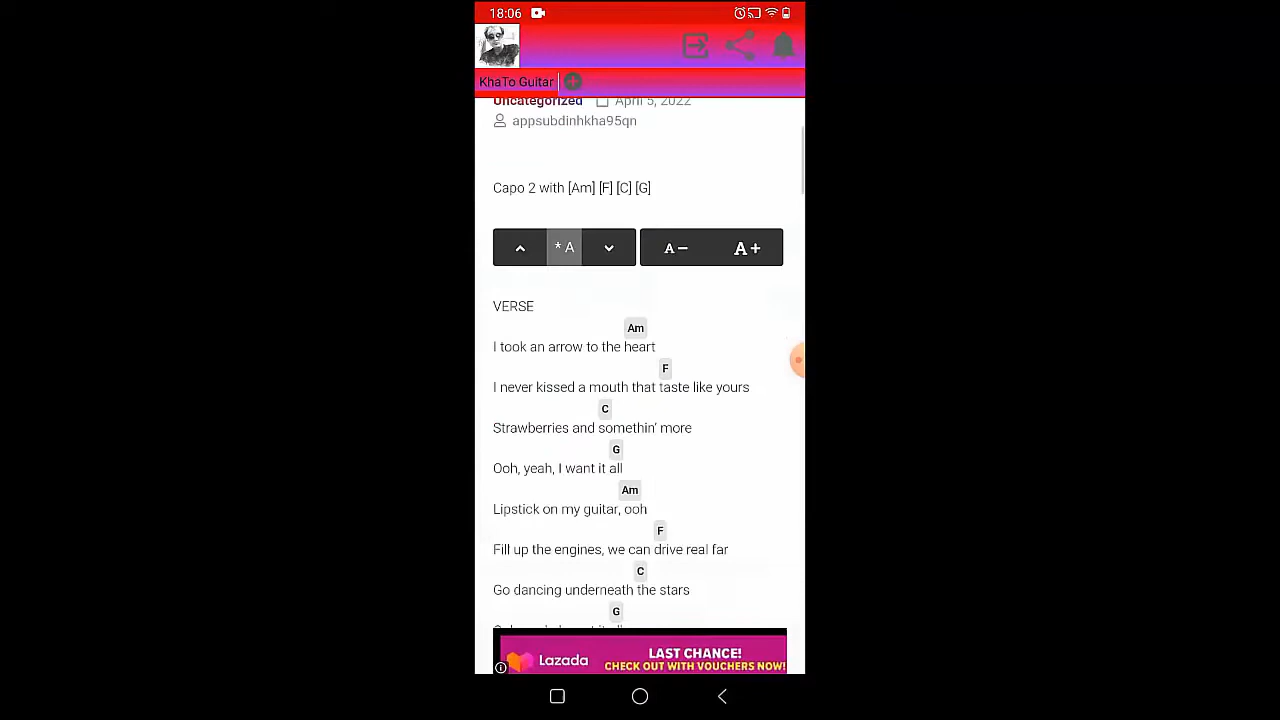 18:06
KhaTo Guitar
Uncategorized April 5, 2022
appsubdinhkha95qn
Capo 2 with [Am] [F] [C] [G]
* A A− A+
VERSE
Am
I took an arrow to the heart
F
I never kissed a mouth that taste like yours
C
Strawberries and somethin' more
G
Ooh, yeah, I want it all
Am
Lipstick on my guitar, ooh
F
Fill up the engines, we can drive real far
C
Go dancing underneath the stars
G
Lazada
LAST CHANCE!
CHECK OUT WITH VOUCHERS NOW!